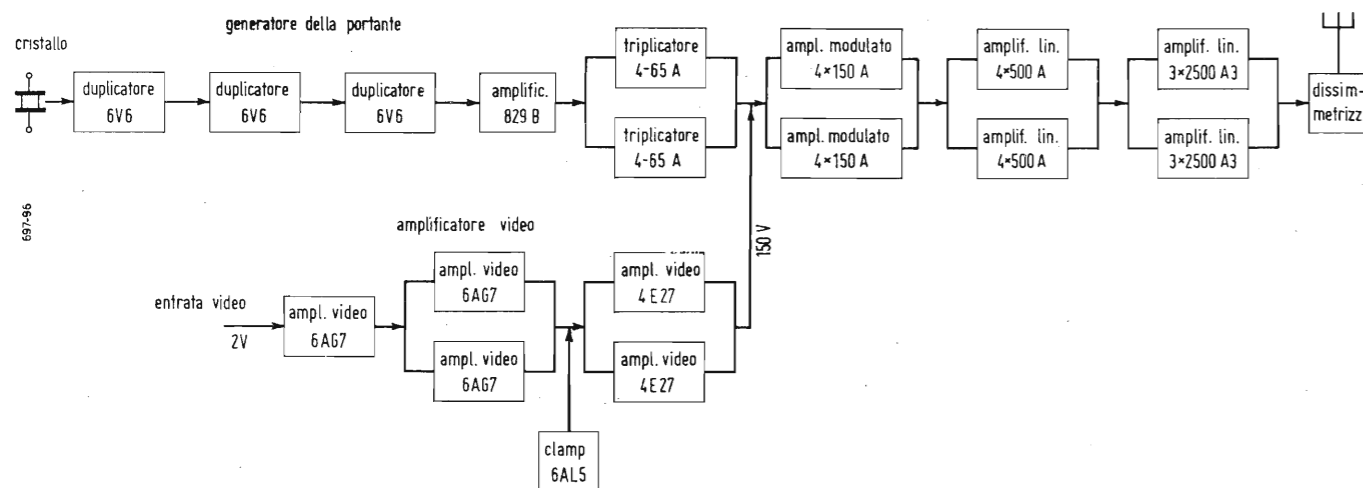 generatore della portante
cristallo
duplicatore
6V6
duplicatore
6V6
duplicatore
6V6
amplific.
829 B
triplicatore
4-65 A
triplicatore
4-65 A
ampl. modulato
4×150 A
ampl. modulato
4×150 A
amplif. lin.
4×500 A
amplif. lin.
4×500 A
amplif. lin.
3×2500 A3
amplif. lin.
3×2500 A3
dissim-
metrizz
697-96
amplificatore video
entrata video
2V
ampl. video
6AG7
ampl. video
6AG7
ampl. video
6AG7
clamp
6AL5
ampl. video
4E27
ampl. video
4E27
150 V